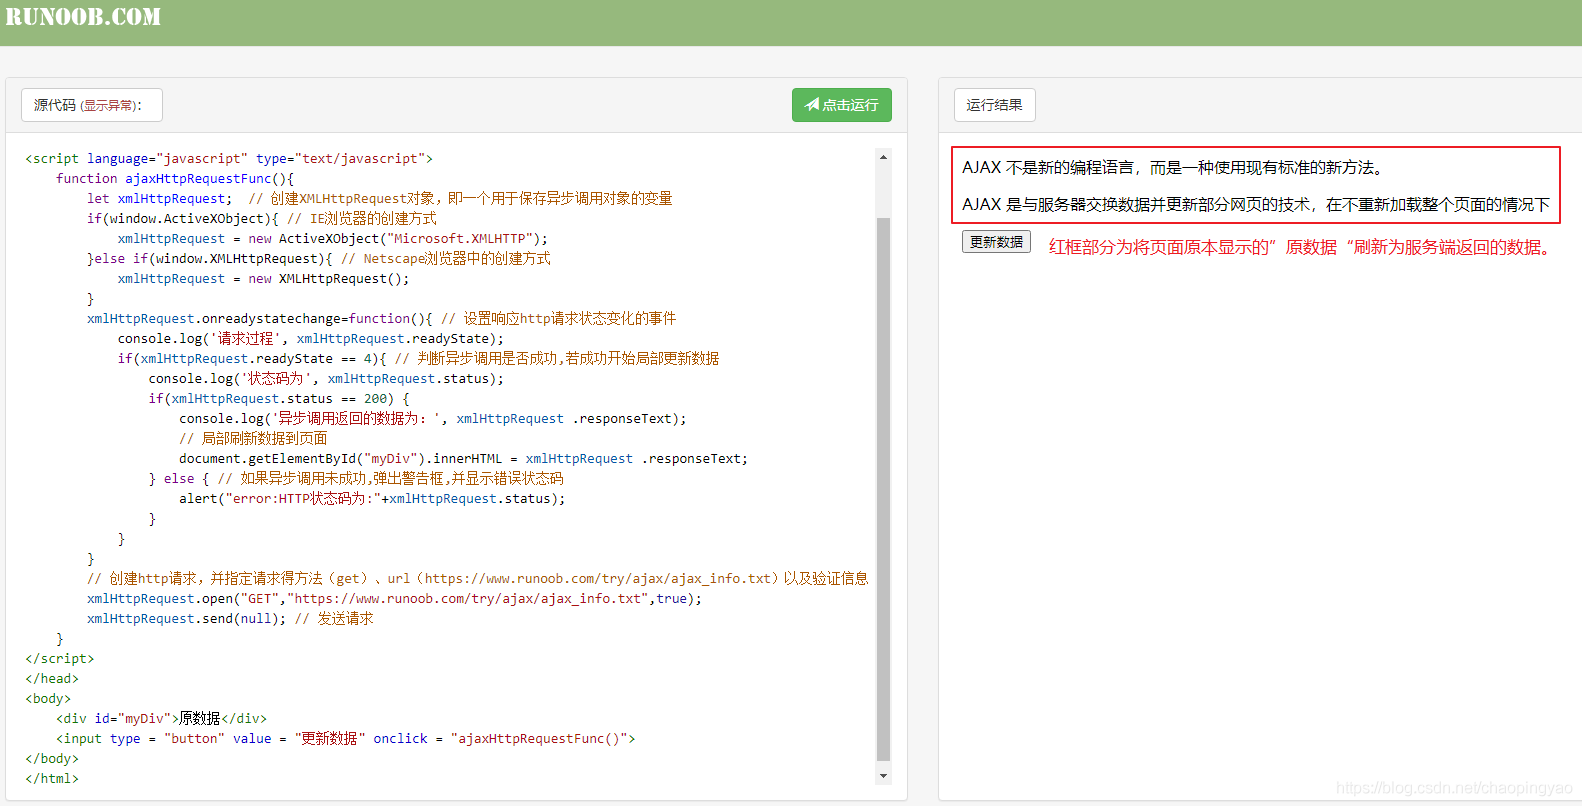 RUNOOB.COM
源代码 (显示异常):
点击运行
<script language="javascript" type="text/javascript">
    function ajaxHttpRequestFunc(){
        let xmlHttpRequest;  // 创建XMLHttpRequest对象，即一个用于保存异步调用对象的变量
        if(window.ActiveXObject){ // IE浏览器的创建方式
            xmlHttpRequest = new ActiveXObject("Microsoft.XMLHTTP");
        }else if(window.XMLHttpRequest){ // Netscape浏览器中的创建方式
            xmlHttpRequest = new XMLHttpRequest();
        }
        xmlHttpRequest.onreadystatechange=function(){ // 设置响应http请求状态变化的事件
            console.log('请求过程', xmlHttpRequest.readyState);
            if(xmlHttpRequest.readyState == 4){ // 判断异步调用是否成功,若成功开始局部更新数据
                console.log('状态码为', xmlHttpRequest.status);
                if(xmlHttpRequest.status == 200) {
                    console.log('异步调用返回的数据为：', xmlHttpRequest .responseText);
                    // 局部刷新数据到页面
                    document.getElementById("myDiv").innerHTML = xmlHttpRequest .responseText;
                } else { // 如果异步调用未成功,弹出警告框,并显示错误状态码
                    alert("error:HTTP状态码为:"+xmlHttpRequest.status);
                }
            }
        }
        // 创建http请求，并指定请求得方法（get）、url（https://www.runoob.com/try/ajax/ajax_info.txt）以及验证信息
        xmlHttpRequest.open("GET","https://www.runoob.com/try/ajax/ajax_info.txt",true);
        xmlHttpRequest.send(null); // 发送请求
    }
</script>
</head>
<body>
    <div id="myDiv">原数据</div>
    <input type = "button" value = "更新数据" onclick = "ajaxHttpRequestFunc()">
</body>
</html>
运行结果
AJAX 不是新的编程语言，而是一种使用现有标准的新方法。
AJAX 是与服务器交换数据并更新部分网页的技术，在不重新加载整个页面的情况下
更新数据
红框部分为将页面原本显示的”原数据“刷新为服务端返回的数据。
https://blog.csdn.net/chaopingyao